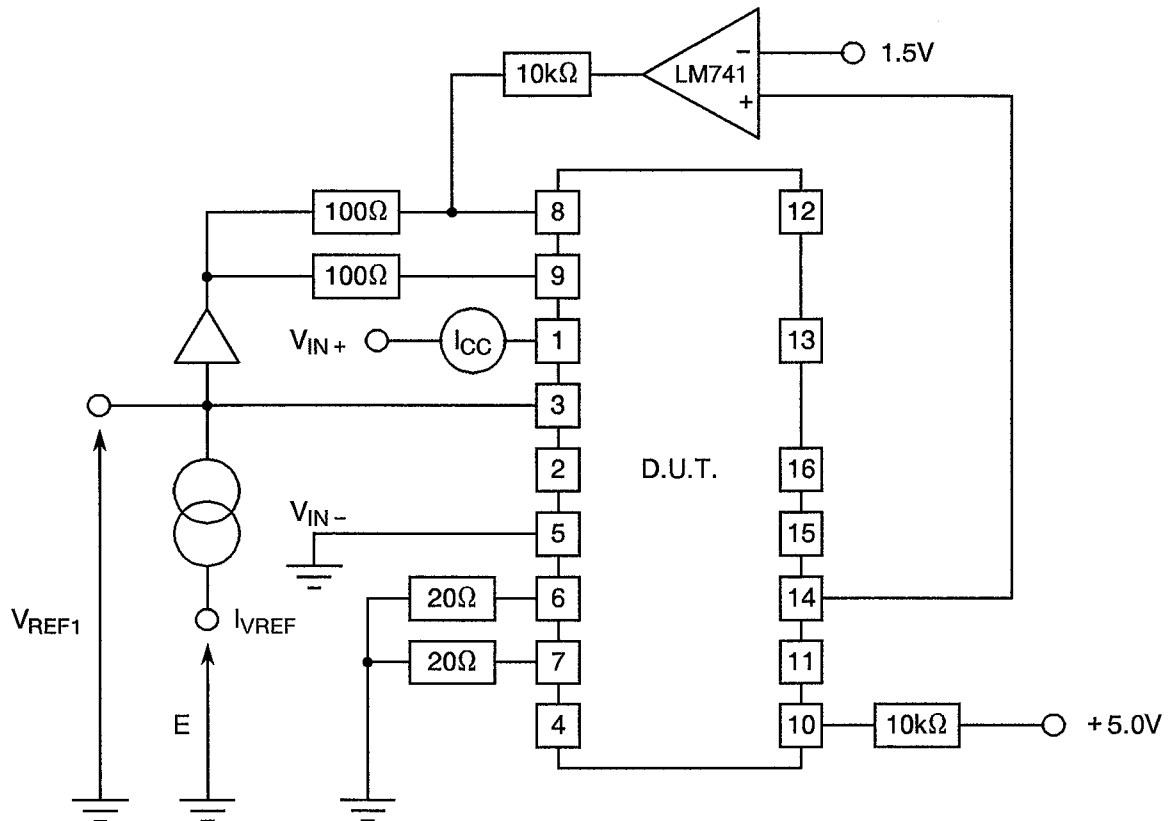 1.5V
LM741
−
+
10kΩ
100Ω
100Ω
8
9
1
3
2
5
6
7
4
12
13
16
15
14
11
10
D.U.T.
VIN +
ICC
VIN −
20Ω
20Ω
VREF1
IVREF
E
10kΩ
+5.0V